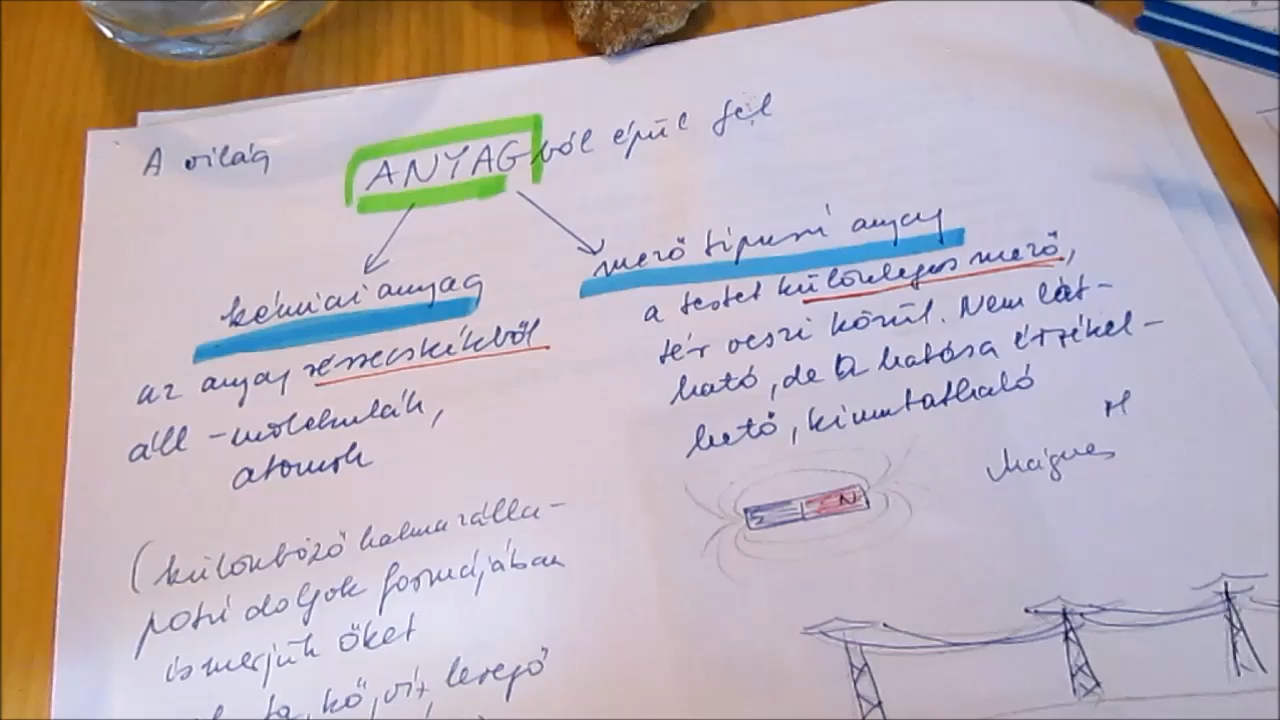 A világ ANYAGból épül fel
kémiai anyag
az anyag részecskékből
áll - molekulák,
atomok
(különböző halmazálla-
potú dolgok formájában
ismerjük őket
kő, víz, levegő
mező típusú anyag
a testet különleges mező,
tér veszi körül. Nem lát-
ható, de a hatása érzékel-
hető, kimutatható
M
Mágnes
S N